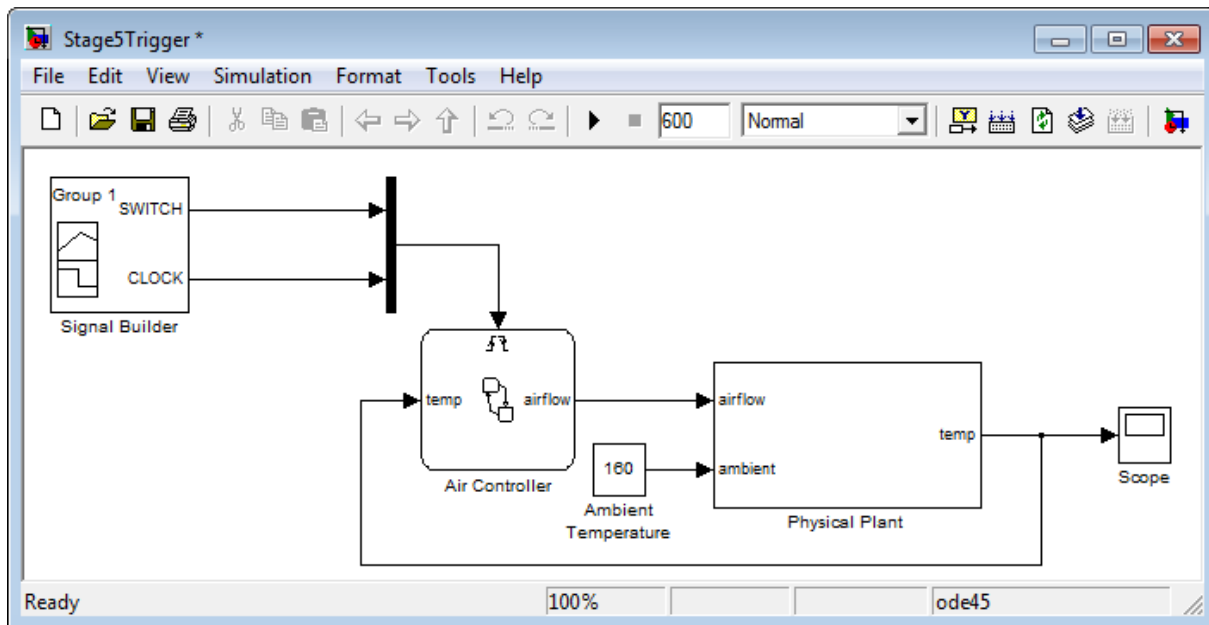 Stage5Trigger *
File Edit View Simulation Format Tools Help
600 Normal
Group 1
SWITCH
CLOCK
Signal Builder
temp airflow
Air Controller
160
Ambient
Temperature
airflow
ambient
temp
Physical Plant
Scope
Ready 100% ode45